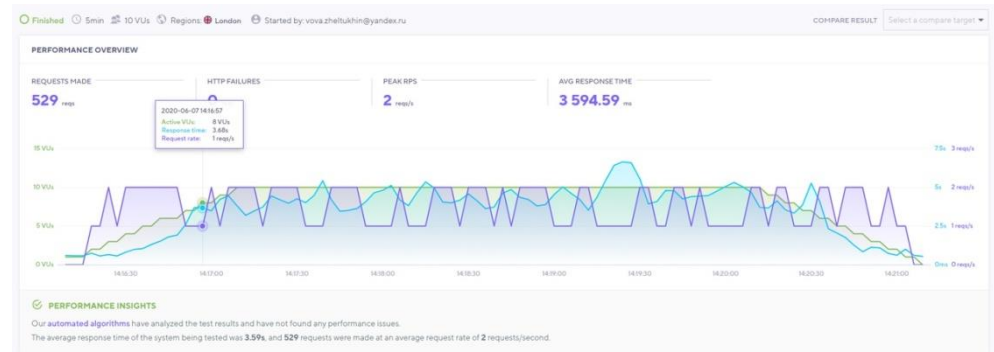 Finished 5min 10 VUs Regions London Started by: vova.zheltukhin@yandex.ru COMPARE RESULT Select a compare target
PERFORMANCE OVERVIEW
REQUESTS MADE HTTP FAILURES PEAK RPS AVG RESPONSE TIME
529 reqs 0 2 reqs/s 3 594.59 ms
2020-06-07 14:16:57
Active VUs: 8 VUs
Response time: 3.68s
Request rate: 1 reqs/s
15 VUs 7.5s 3 reqs/s
10 VUs 5s 2 reqs/s
5 VUs 2.5s 1 reqs/s
0 VUs 0ms 0 reqs/s
14:16:30 14:17:00 14:17:30 14:18:00 14:18:30 14:19:00 14:19:30 14:20:00 14:20:30 14:21:00
PERFORMANCE INSIGHTS
Our automated algorithms have analyzed the test results and have not found any performance issues.
The average response time of the system being tested was 3.59s, and 529 requests were made at an average request rate of 2 requests/second.